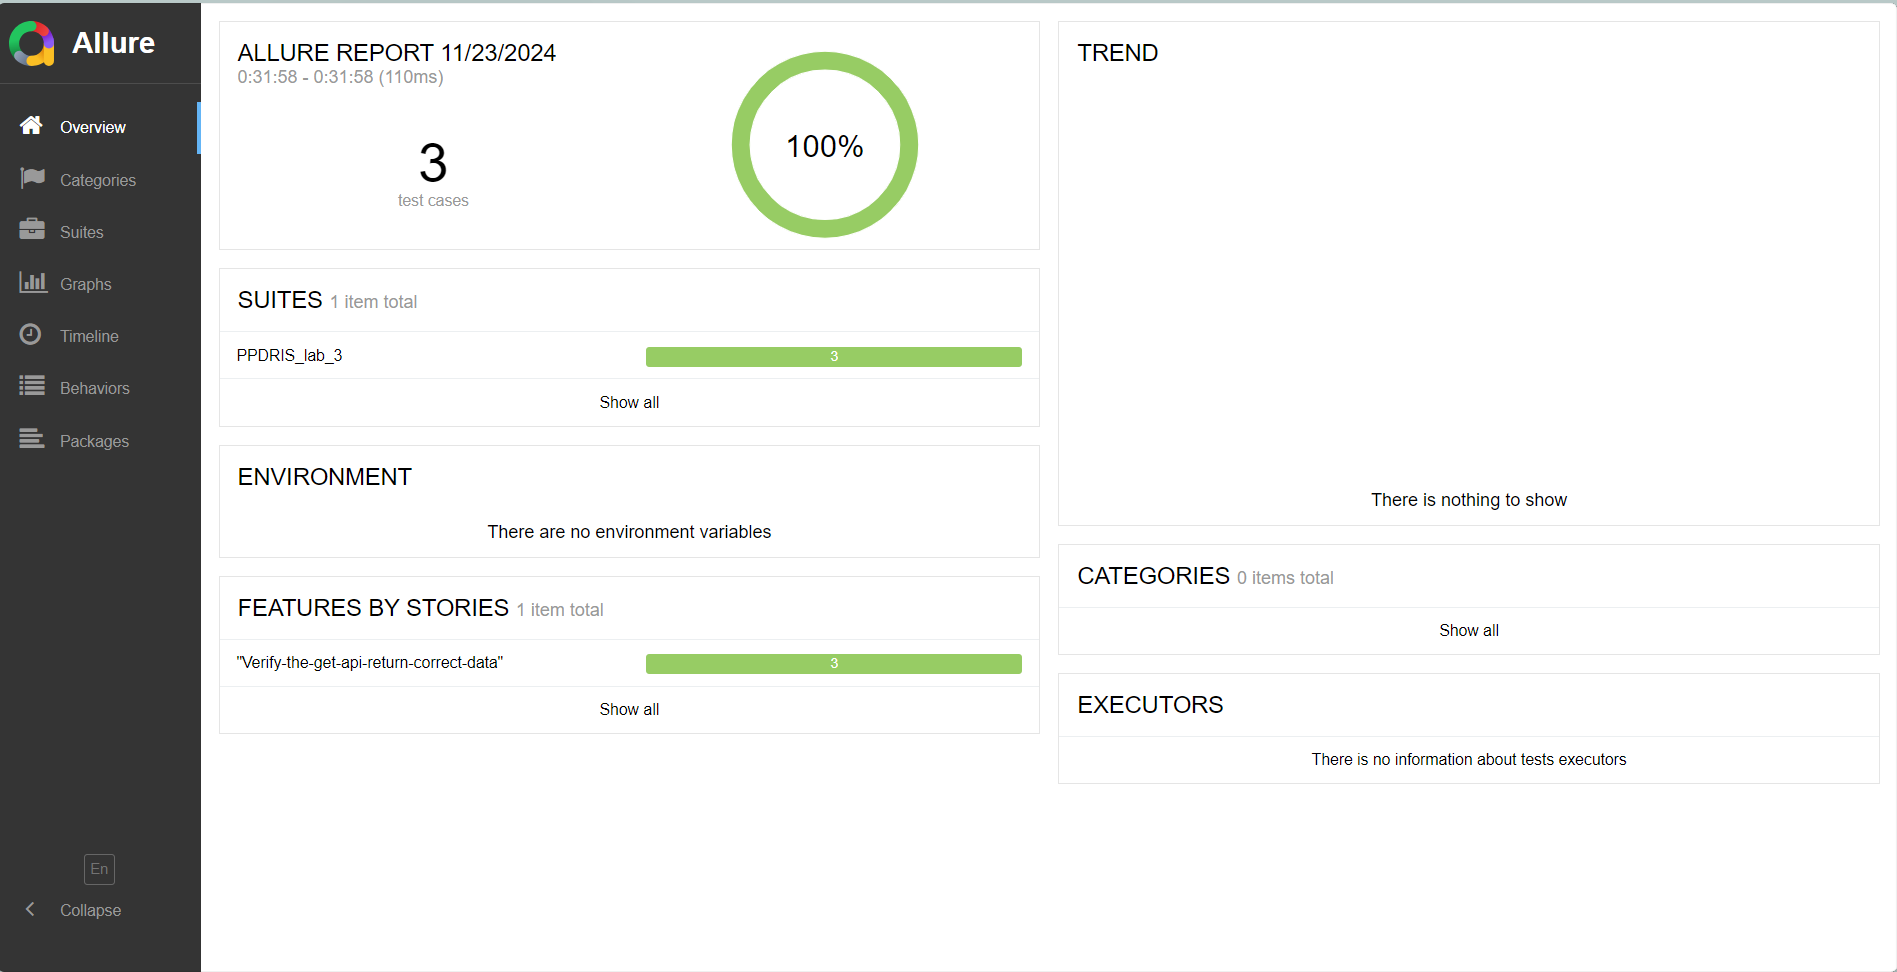 Allure
Overview
Categories
Suites
Graphs
Timeline
Behaviors
Packages
En
Collapse
ALLURE REPORT 11/23/2024
0:31:58 - 0:31:58 (110ms)
3
test cases
100%
SUITES 1 item total
PPDRIS_lab_3 3
Show all
ENVIRONMENT
There are no environment variables
FEATURES BY STORIES 1 item total
"Verify-the-get-api-return-correct-data" 3
Show all
TREND
There is nothing to show
CATEGORIES 0 items total
Show all
EXECUTORS
There is no information about tests executors